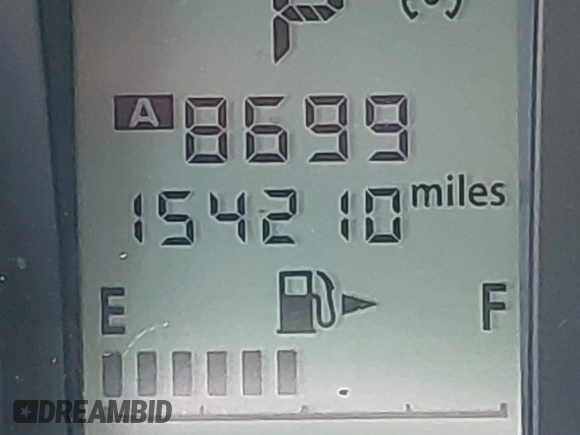 P
A 8699
154210 miles
E F
DREAMBID